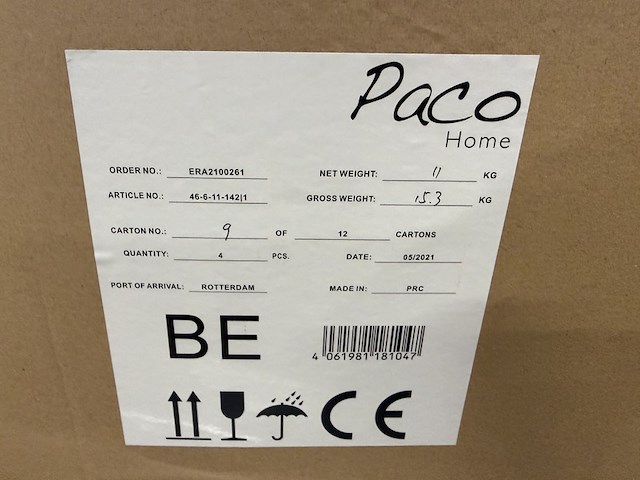 Paco
Home
ORDER NO.: ERA2100261 NET WEIGHT: 11 KG
ARTICLE NO.: 46-6-11-142|1 GROSS WEIGHT: 15.3 KG
CARTON NO.: 9 OF 12 CARTONS
QUANTITY: 4 PCS. DATE: 05/2021
PORT OF ARRIVAL: ROTTERDAM MADE IN: PRC
BE
4 061981 181047
CE